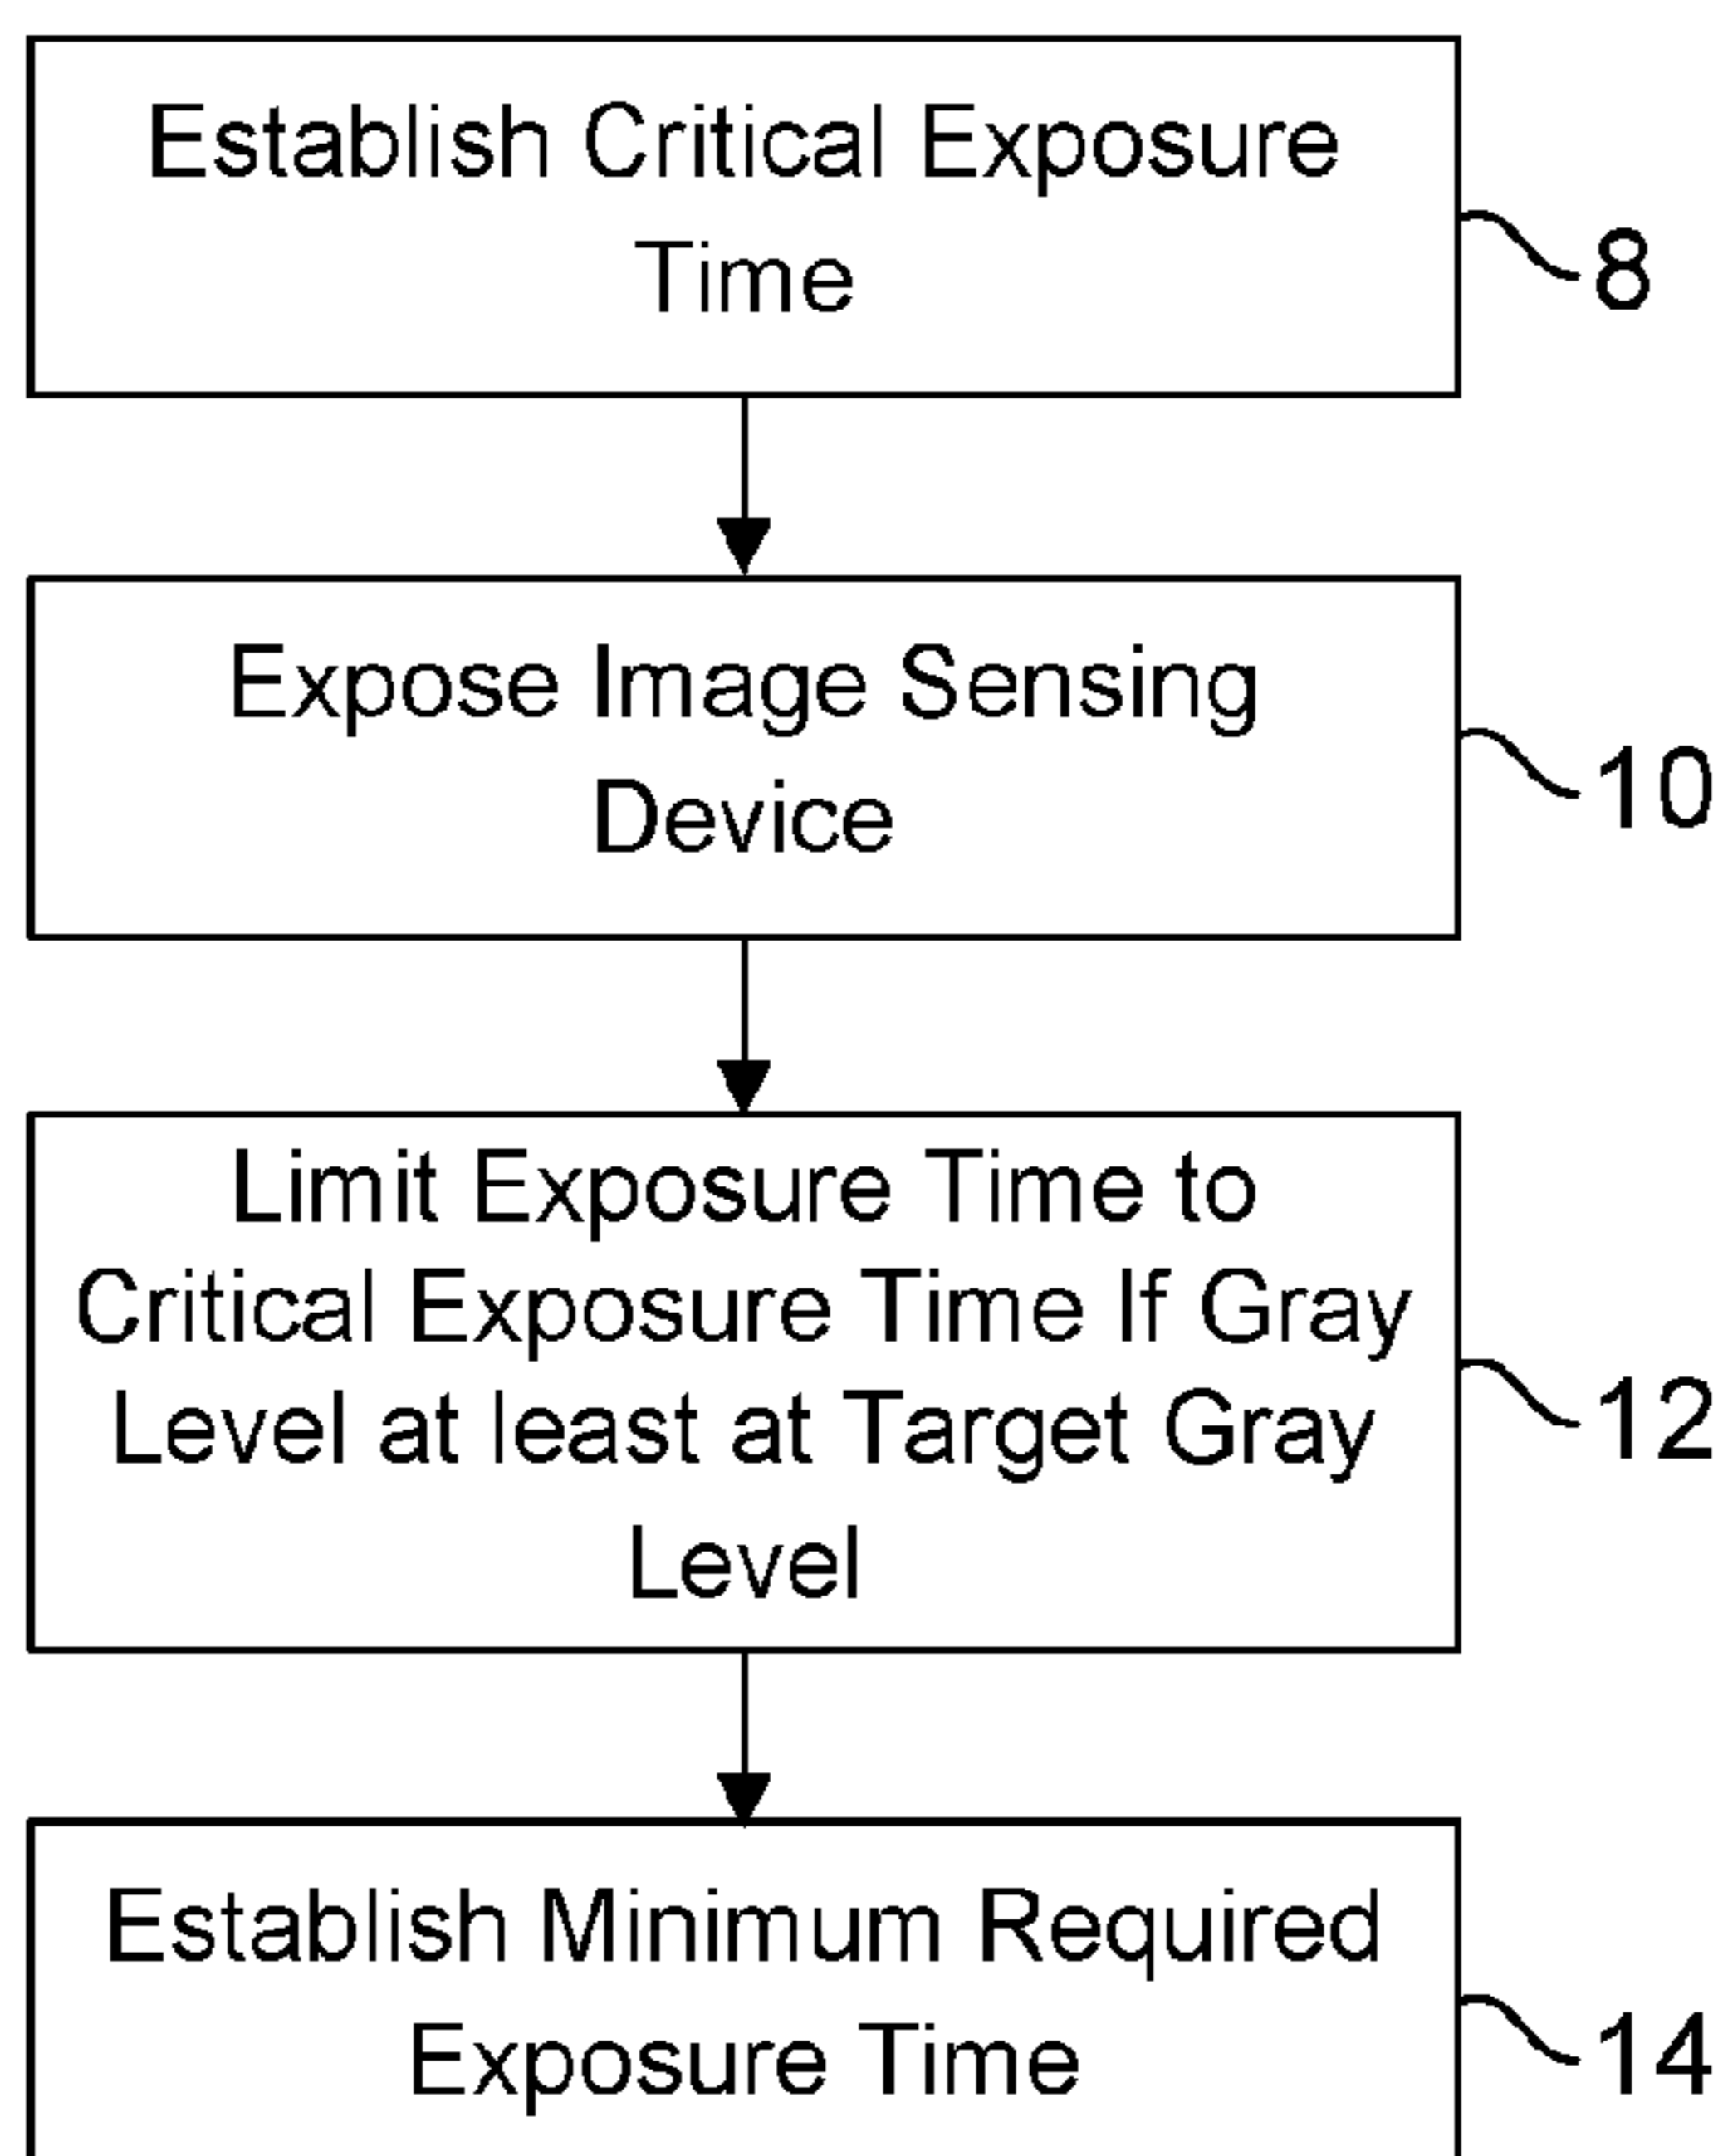 Establish Critical Exposure
Time
8
Expose Image Sensing
Device
10
Limit Exposure Time to
Critical Exposure Time If Gray
Level at least at Target Gray
Level
12
Establish Minimum Required
Exposure Time
14